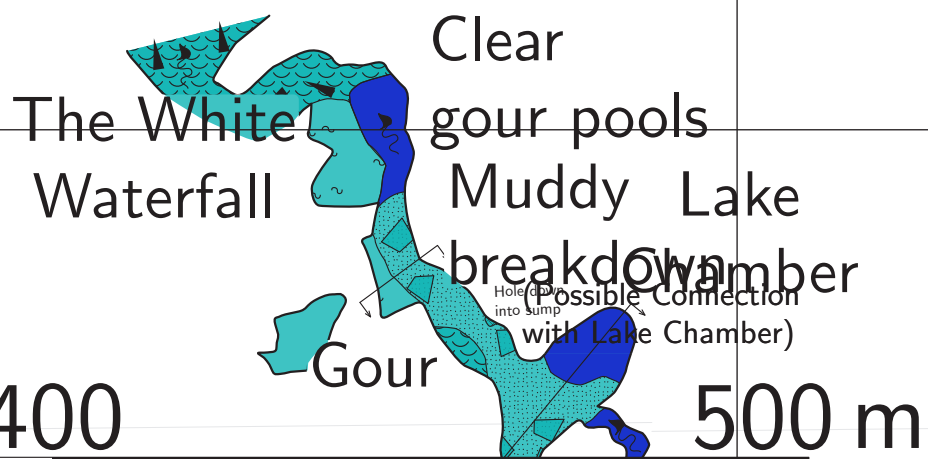 Clear
gour pools
The White
Waterfall
Muddy
breakdown
Lake
Chamber
Hole down
into sump
(Possible Connection
with Lake Chamber)
Gour
400
500 m